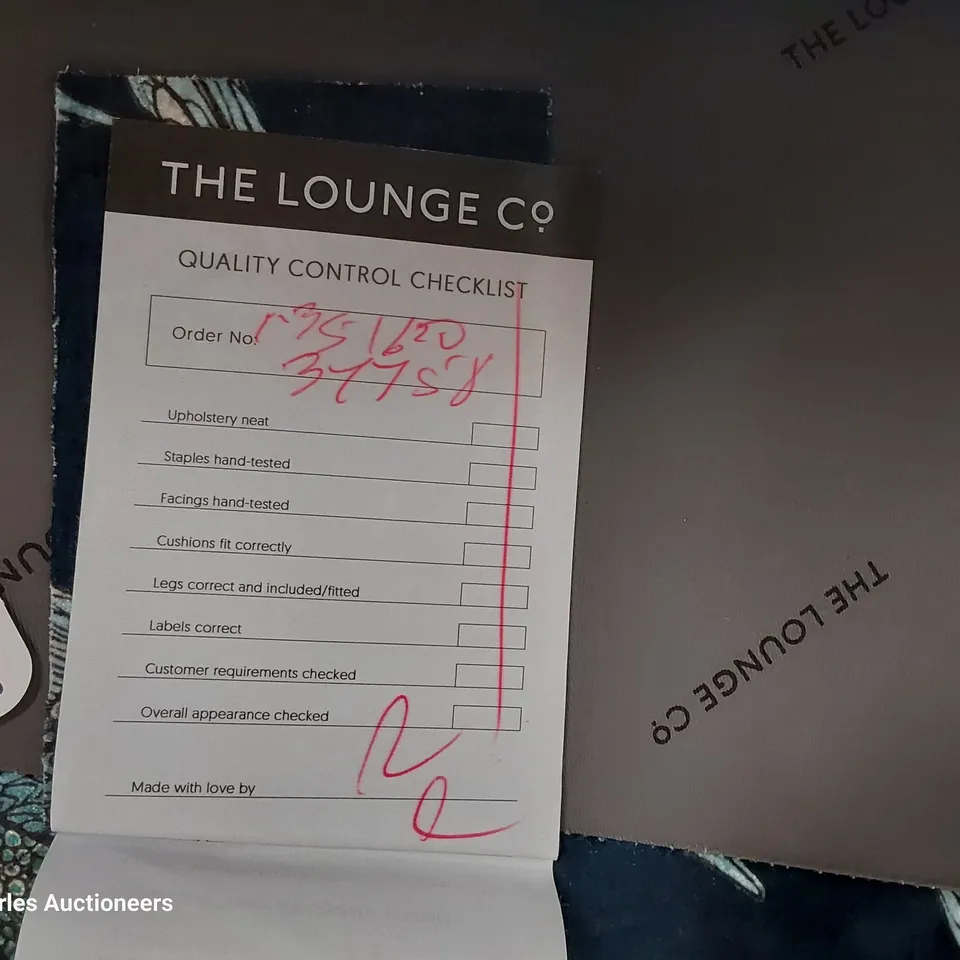 THE LOU
THE LOUNGE Cº
QUALITY CONTROL CHECKLIST
Order No:
37758
Upholstery neat
Staples hand-tested
Facings hand-tested
Cushions fit correctly
Legs correct and included/fitted
Labels correct
Customer requirements checked
Overall appearance checked
Made with love by
THE LOUNGE Cº
rles Auctioneers